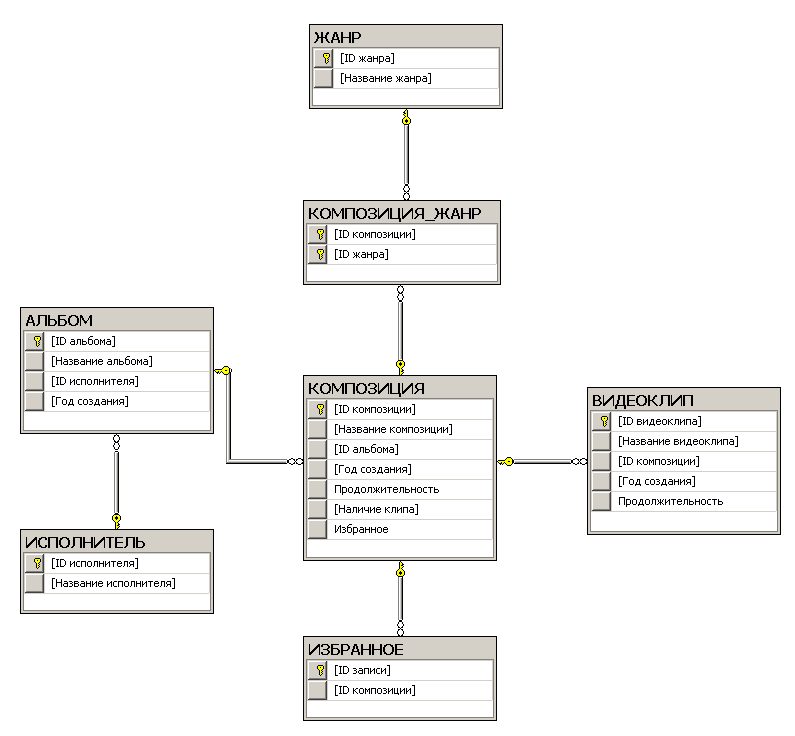 ЖАНР
[ID жанра]
[Название жанра]
КОМПОЗИЦИЯ_ЖАНР
[ID композиции]
[ID жанра]
АЛЬБОМ
[ID альбома]
[Название альбома]
[ID исполнителя]
[Год создания]
КОМПОЗИЦИЯ
[ID композиции]
[Название композиции]
[ID альбома]
[Год создания]
Продолжительность
[Наличие клипа]
Избранное
ВИДЕОКЛИП
[ID видеоклипа]
[Название видеоклипа]
[ID композиции]
[Год создания]
Продолжительность
ИСПОЛНИТЕЛЬ
[ID исполнителя]
[Название исполнителя]
ИЗБРАННОЕ
[ID записи]
[ID композиции]